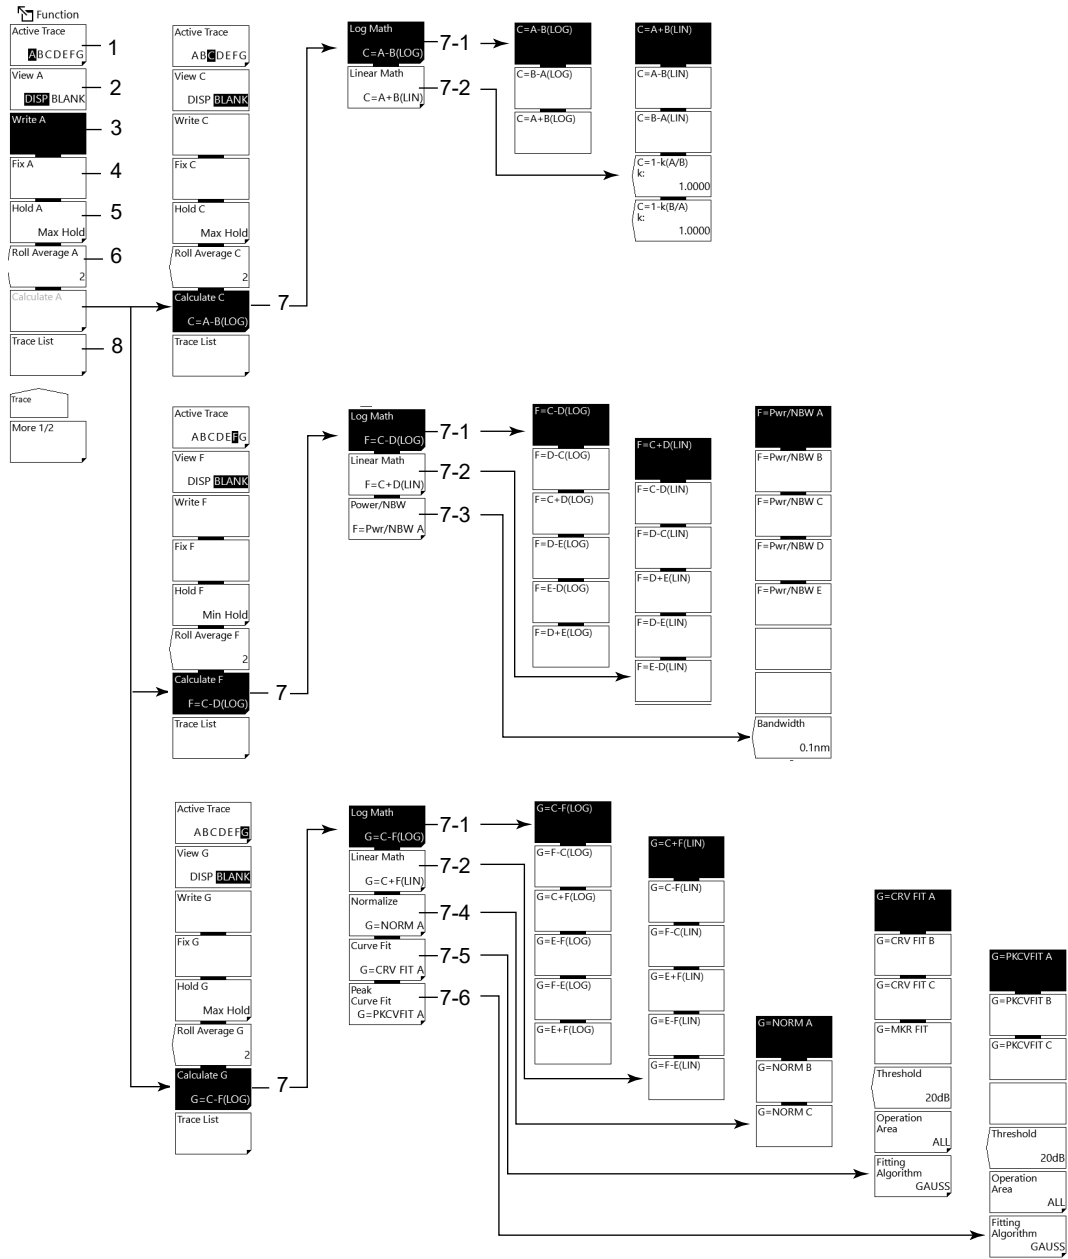 Function
Active Trace
ABCDEFG
1
View A
DISP BLANK
2
Write A
3
Fix A
4
Hold A
Max Hold
5
Roll Average A
2
6
Calculate A
Trace List
8
Trace
More 1/2
Active Trace
ABCDEFG
View C
DISP BLANK
Write C
Fix C
Hold C
Max Hold
Roll Average C
2
Calculate C
C=A-B(LOG)
7
Trace List
Log Math
C=A-B(LOG)
7-1
Linear Math
C=A+B(LIN)
7-2
C=A-B(LOG)
C=B-A(LOG)
C=A+B(LOG)
C=A+B(LIN)
C=A-B(LIN)
C=B-A(LIN)
C=1-k(A/B)
k:
1.0000
C=1-k(B/A)
k:
1.0000
Active Trace
ABCDEFG
View F
DISP BLANK
Write F
Fix F
Hold F
Min Hold
Roll Average F
2
Calculate F
F=C-D(LOG)
7
Trace List
Log Math
F=C-D(LOG)
7-1
Linear Math
F=C+D(LIN)
7-2
Power/NBW
F=Pwr/NBW A
7-3
F=C-D(LOG)
F=D-C(LOG)
F=C+D(LOG)
F=D-E(LOG)
F=E-D(LOG)
F=D+E(LOG)
F=C+D(LIN)
F=C-D(LIN)
F=D-C(LIN)
F=D+E(LIN)
F=D-E(LIN)
F=E-D(LIN)
F=Pwr/NBW A
F=Pwr/NBW B
F=Pwr/NBW C
F=Pwr/NBW D
F=Pwr/NBW E
Bandwidth
0.1nm
Active Trace
ABCDEFG
View G
DISP BLANK
Write G
Fix G
Hold G
Max Hold
Roll Average G
2
Calculate G
G=C-F(LOG)
7
Trace List
Log Math
G=C-F(LOG)
7-1
Linear Math
G=C+F(LIN)
7-2
Normalize
G=NORM A
7-4
Curve Fit
G=CRV FIT A
7-5
Peak
Curve Fit
G=PKCVFIT A
7-6
G=C-F(LOG)
G=F-C(LOG)
G=C+F(LOG)
G=E-F(LOG)
G=F-E(LOG)
G=E+F(LOG)
G=C+F(LIN)
G=C-F(LIN)
G=F-C(LIN)
G=E+F(LIN)
G=E-F(LIN)
G=F-E(LIN)
G=NORM A
G=NORM B
G=NORM C
G=CRV FIT A
G=CRV FIT B
G=CRV FIT C
G=MKR FIT
Threshold
20dB
Operation
Area
ALL
Fitting
Algorithm
GAUSS
G=PKCVFIT A
G=PKCVFIT B
G=PKCVFIT C
Threshold
20dB
Operation
Area
ALL
Fitting
Algorithm
GAUSS